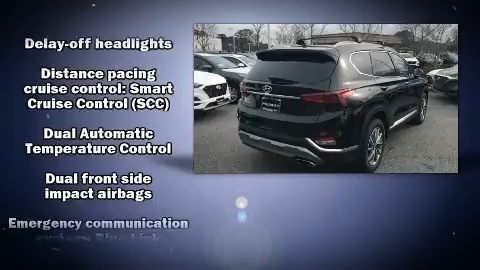 Delay-off headlights
Distance pacing
cruise control: Smart
Cruise Control (SCC)
Dual Automatic
Temperature Control
Dual front side
impact airbags
Emergency communication